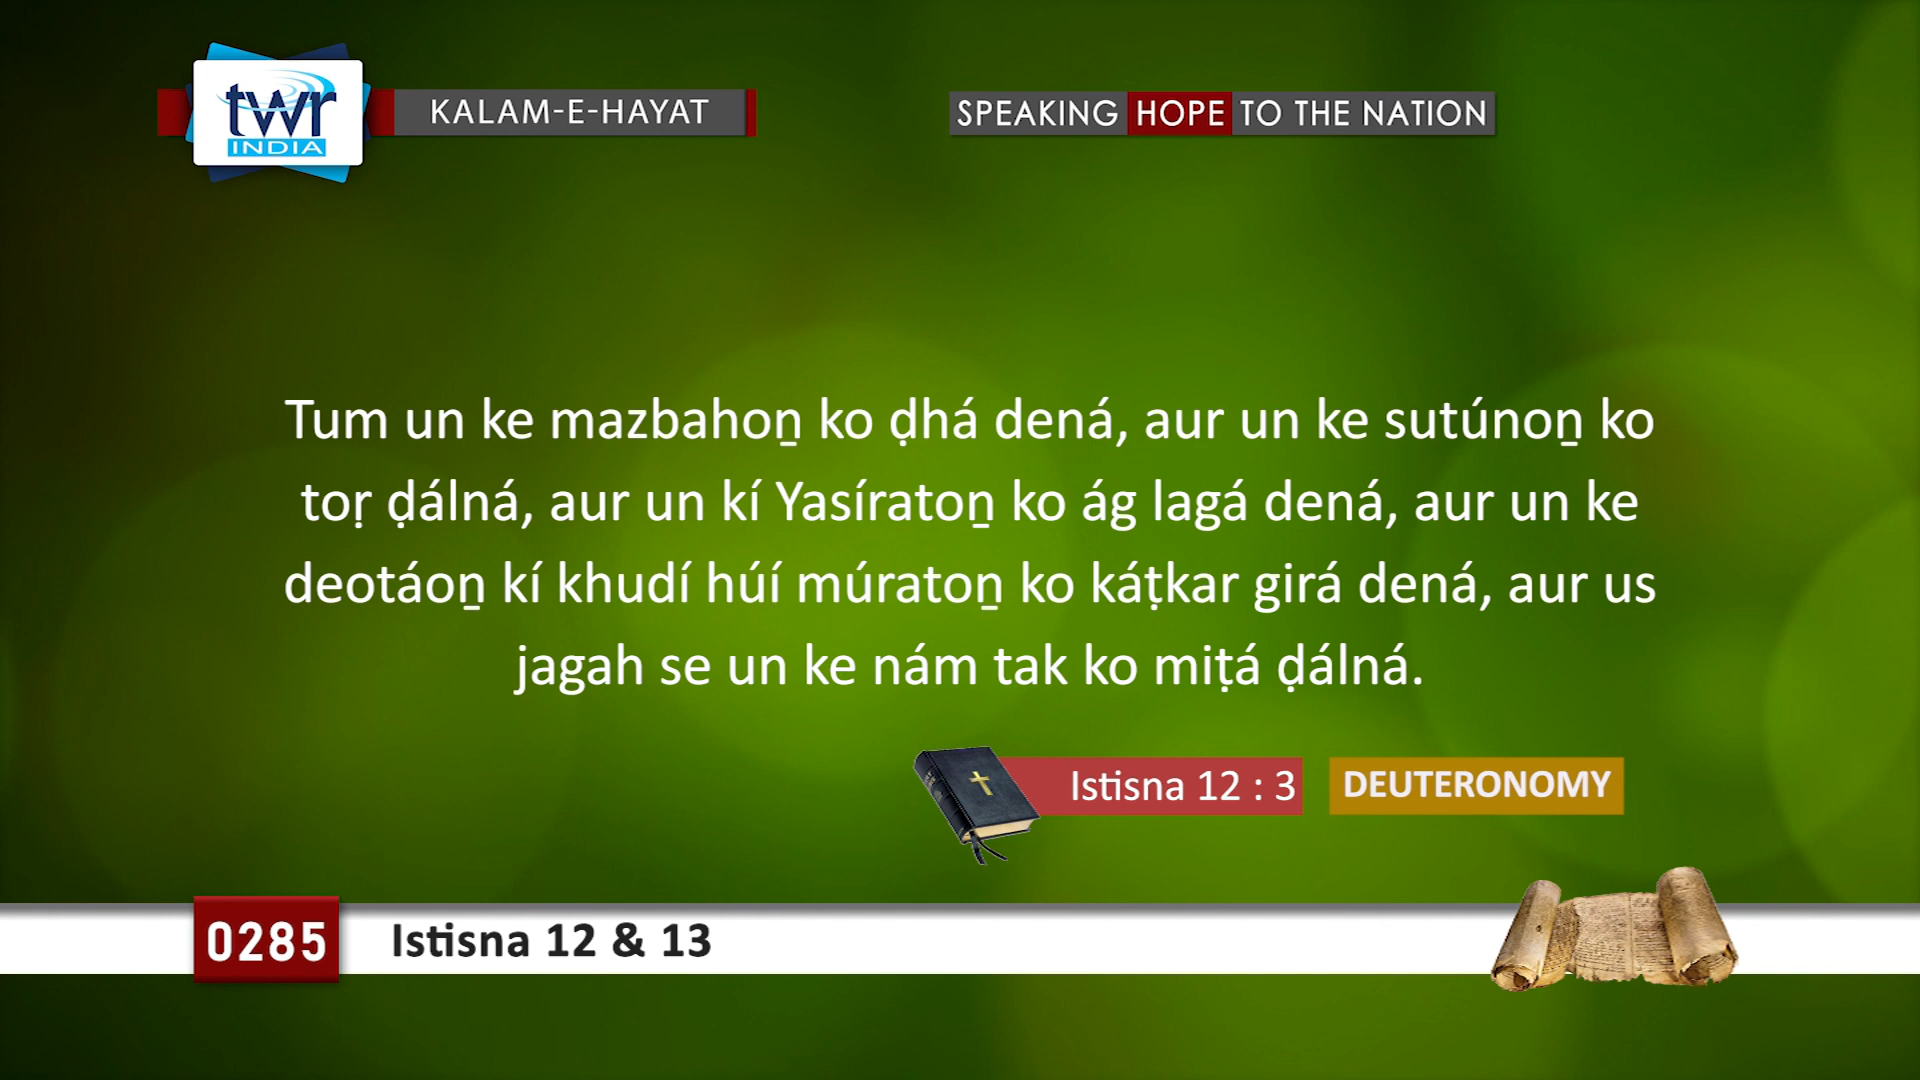 twr
INDIA
KALAM-E-HAYAT
SPEAKING HOPE TO THE NATION
Tum un ke mazbahoṉ ko ḍhá dená, aur un ke sutúnoṉ ko
toṛ ḍálná, aur un kí Yasíratoṉ ko ág lagá dená, aur un ke
deotáoṉ kí khudí húí múratoṉ ko káṭkar girá dená, aur us
jagah se un ke nám tak ko miṭá ḍálná.
Istisna 12 : 3
DEUTERONOMY
0285
Istisna 12 & 13